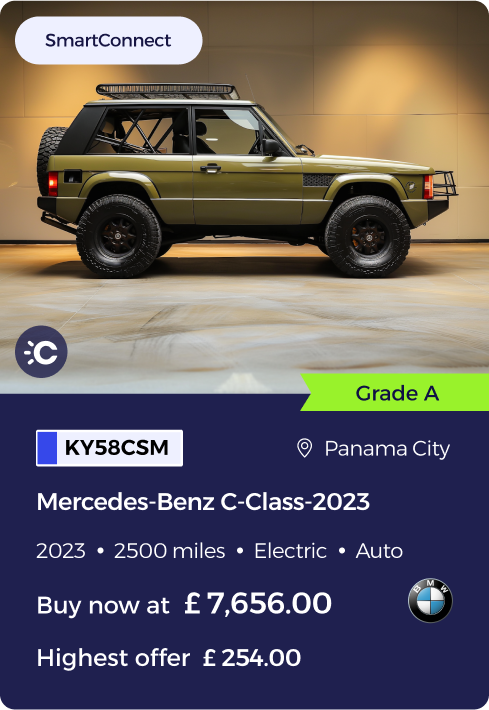 SmartConnect
C
Grade A
KY58CSM
Panama City
Mercedes-Benz C-Class-2023
2023 • 2500 miles • Electric • Auto
Buy now at £ 7,656.00
BMW
Highest offer £ 254.00